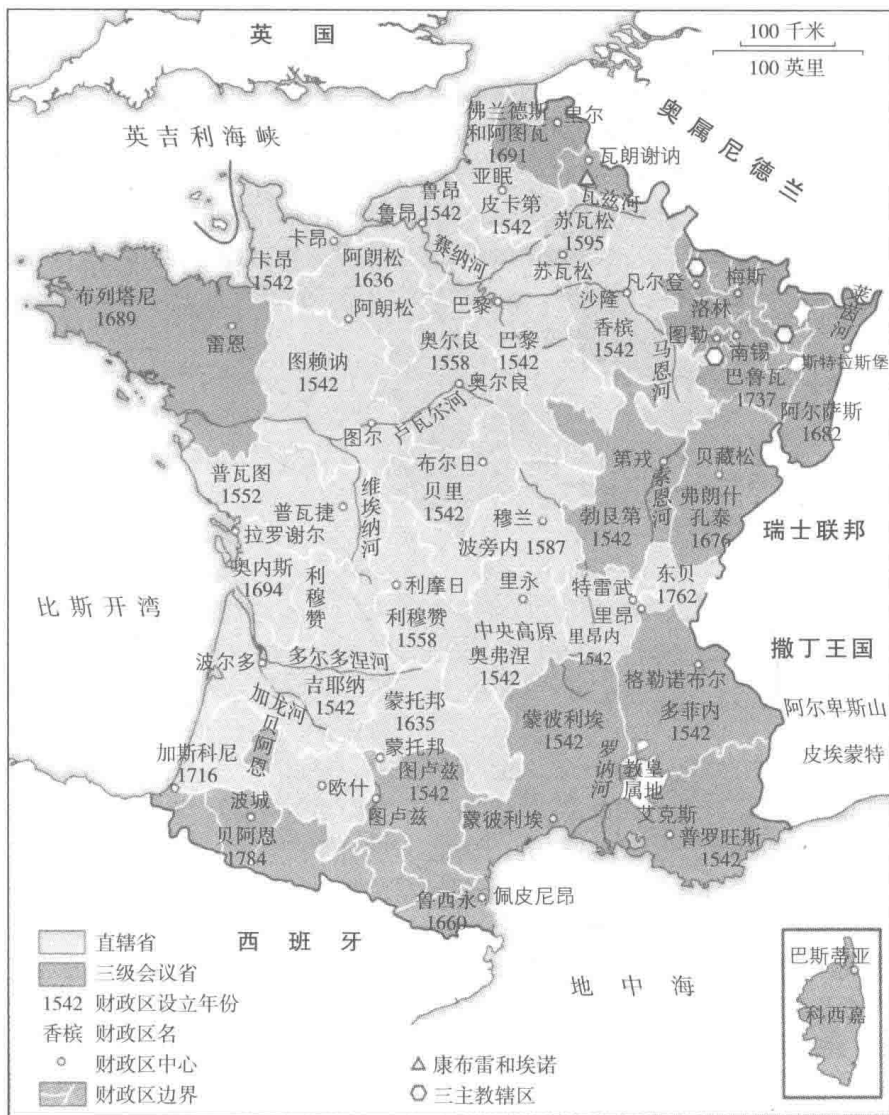 100 千米
100 英里
英 国
英吉利海峡
奥属尼德兰
佛兰德斯
和阿图瓦
1691
里尔
瓦朗谢讷
亚眠
皮卡第
1542
瓦兹河
鲁昂
1542
鲁昂
苏瓦松
1595
苏瓦松
赛纳河
卡昂
卡昂
1542
阿朗松
1636
阿朗松
巴黎
巴黎
1542
沙隆
香槟
1542
凡尔登
梅斯
洛林
图勒
南锡
巴鲁瓦
1737
莱茵河
斯特拉斯堡
阿尔萨斯
1682
马恩河
布列塔尼
1689
雷恩
图赖讷
1542
奥尔良
1558
奥尔良
卢瓦尔河
图尔
布尔日
贝里
1542
第戎
索恩河
贝藏松
弗朗什
孔泰
1676
勃艮第
1542
普瓦图
1552
普瓦捷
维埃纳河
拉罗谢尔
穆兰
波旁内 1587
瑞士联邦
奥内斯
1694
利穆赞
利摩日
利穆赞
1558
里永
中央高原
奥弗涅
1542
特雷武
里昂
里昂内
1542
东贝
1762
比斯开湾
撒丁王国
波尔多
多尔多涅河
吉耶纳
1542
加龙河
贝阿恩
蒙托邦
1635
蒙托邦
格勒诺布尔
多菲内
1542
阿尔卑斯山
皮埃蒙特
蒙彼利埃
1542
罗讷河
教皇
属地
加斯科尼
1716
欧什
图卢兹
1542
图卢兹
蒙彼利埃
艾克斯
普罗旺斯
1542
波城
贝阿恩
1784
鲁西永
1660
佩皮尼昂
西班牙
地中海
巴斯蒂亚
科西嘉
直辖省
三级会议省
1542 财政区设立年份
香槟 财政区名
财政区中心
财政区边界
康布雷和埃诺
三主教辖区